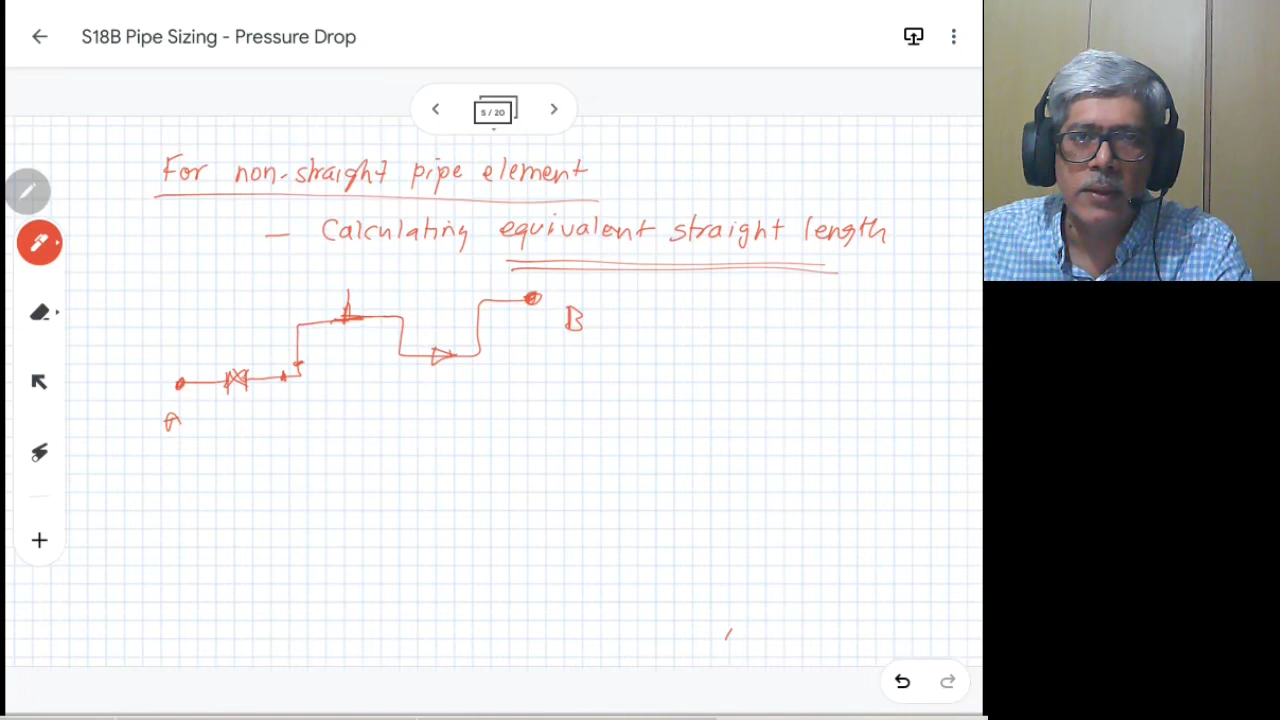 S18B Pipe Sizing - Pressure Drop
5 / 20
For non-straight pipe element
— Calculating equivalent straight length
B
A